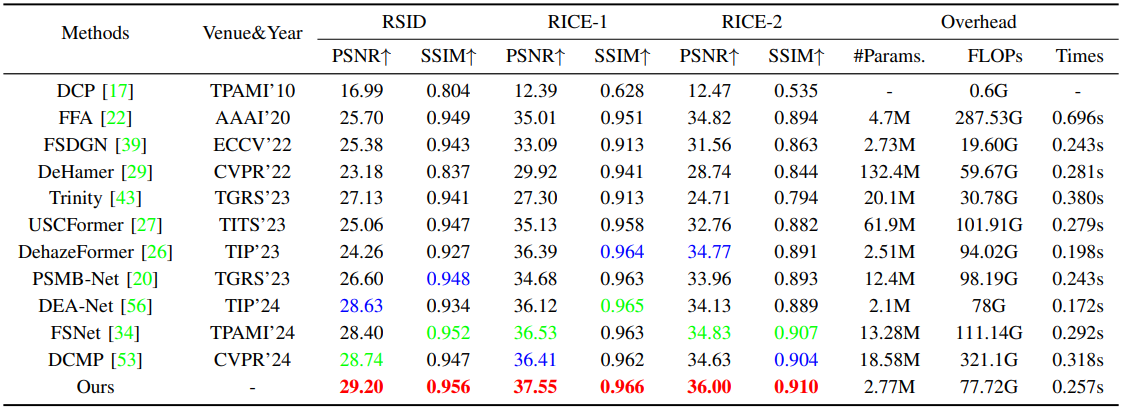 Methods Venue&Year RSID RICE-1 RICE-2 Overhead
PSNR↑ SSIM↑ PSNR↑ SSIM↑ PSNR↑ SSIM↑ #Params. FLOPs Times
DCP [17] TPAMI'10 16.99 0.804 12.39 0.628 12.47 0.535 - 0.6G -
FFA [22] AAAI'20 25.70 0.949 35.01 0.951 34.82 0.894 4.7M 287.53G 0.696s
FSDGN [39] ECCV'22 25.38 0.943 33.09 0.913 31.56 0.863 2.73M 19.60G 0.243s
DeHamer [29] CVPR'22 23.18 0.837 29.92 0.941 28.74 0.844 132.4M 59.67G 0.281s
Trinity [43] TGRS'23 27.13 0.941 27.30 0.913 24.71 0.794 20.1M 30.78G 0.380s
USCFormer [27] TITS'23 25.06 0.947 35.13 0.958 32.76 0.882 61.9M 101.91G 0.279s
DehazeFormer [26] TIP'23 24.26 0.927 36.39 0.964 34.77 0.891 2.51M 94.02G 0.198s
PSMB-Net [20] TGRS'23 26.60 0.948 34.68 0.963 33.96 0.893 12.4M 98.19G 0.243s
DEA-Net [56] TIP'24 28.63 0.934 36.12 0.965 34.13 0.889 2.1M 78G 0.172s
FSNet [34] TPAMI'24 28.40 0.952 36.53 0.963 34.83 0.907 13.28M 111.14G 0.292s
DCMP [53] CVPR'24 28.74 0.947 36.41 0.962 34.63 0.904 18.58M 321.1G 0.318s
Ours - 29.20 0.956 37.55 0.966 36.00 0.910 2.77M 77.72G 0.257s